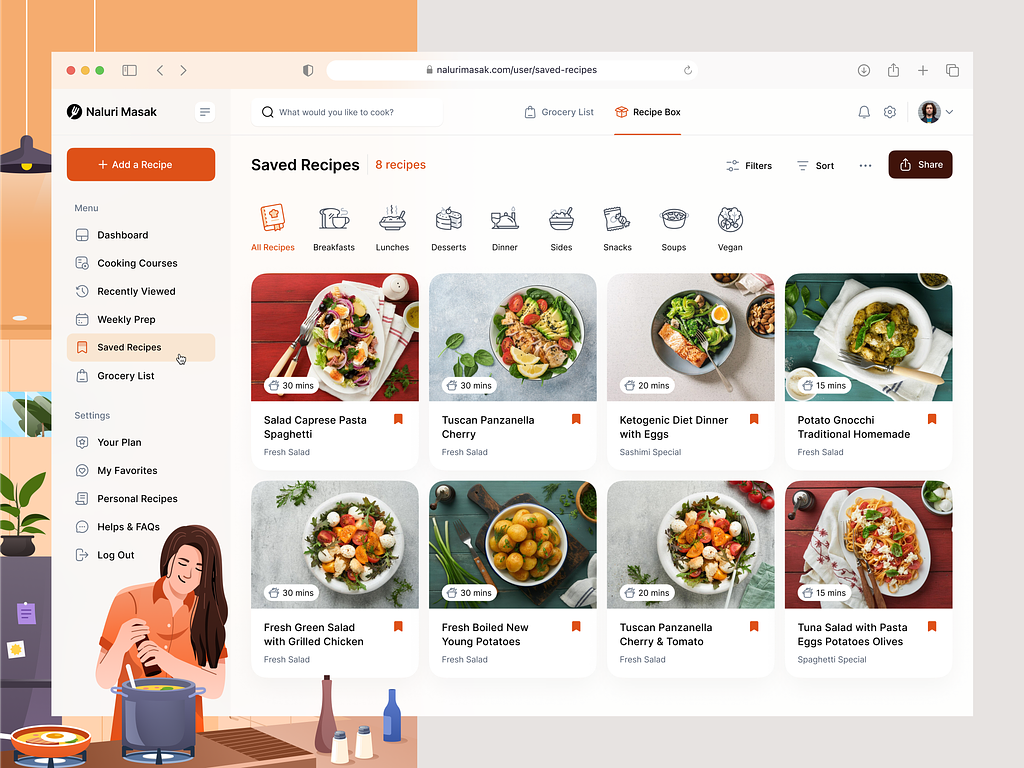 nalurimasak.com/user/saved-recipes
Naluri Masak
What would you like to cook?
Grocery List
Recipe Box
+ Add a Recipe
Saved Recipes
8 recipes
Filters
Sort
Share
Menu
Dashboard
Cooking Courses
Recently Viewed
Weekly Prep
Saved Recipes
Grocery List
Settings
Your Plan
My Favorites
Personal Recipes
Helps & FAQs
Log Out
All Recipes
Breakfasts
Lunches
Desserts
Dinner
Sides
Snacks
Soups
Vegan
30 mins
Salad Caprese Pasta
Spaghetti
Fresh Salad
30 mins
Tuscan Panzanella
Cherry
Fresh Salad
20 mins
Ketogenic Diet Dinner
with Eggs
Sashimi Special
15 mins
Potato Gnocchi
Traditional Homemade
Fresh Salad
30 mins
Fresh Green Salad
with Grilled Chicken
Fresh Salad
30 mins
Fresh Boiled New
Young Potatoes
Fresh Salad
20 mins
Tuscan Panzanella
Cherry & Tomato
Fresh Salad
15 mins
Tuna Salad with Pasta
Eggs Potatoes Olives
Spaghetti Special